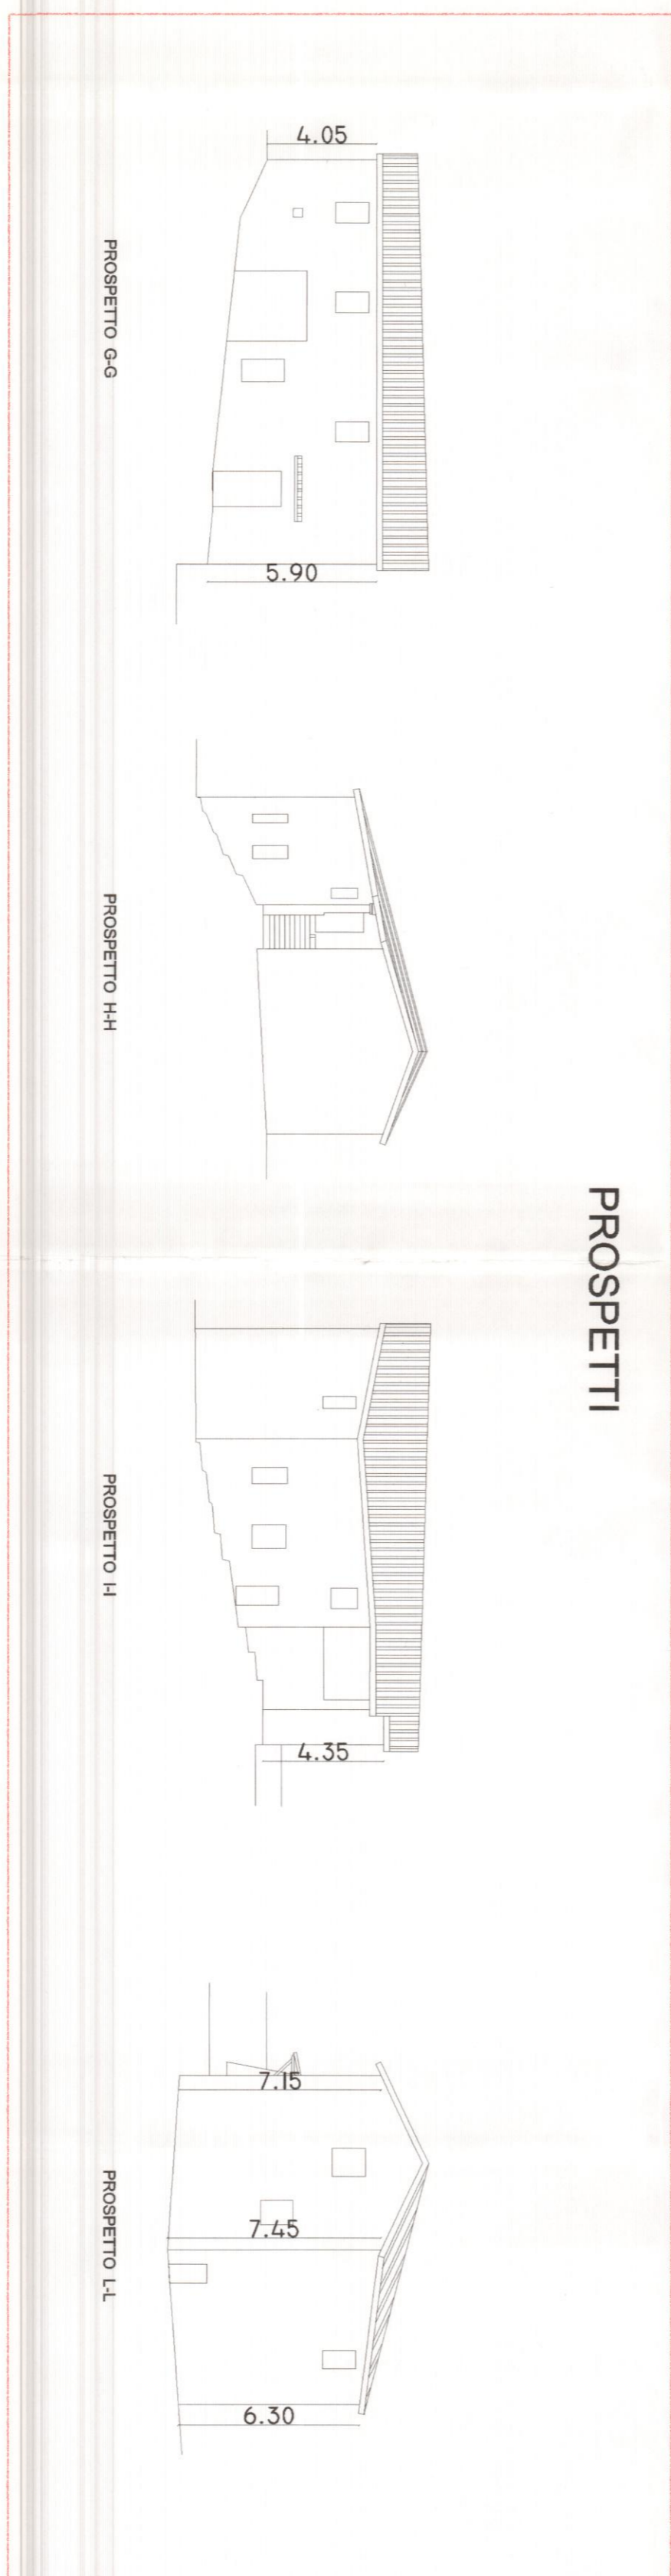 PROSPETTI
4.05
5.90
PROSPETTO G-G
PROSPETTO H-H
4.35
PROSPETTO I-I
7.15
7.45
6.30
PROSPETTO L-L